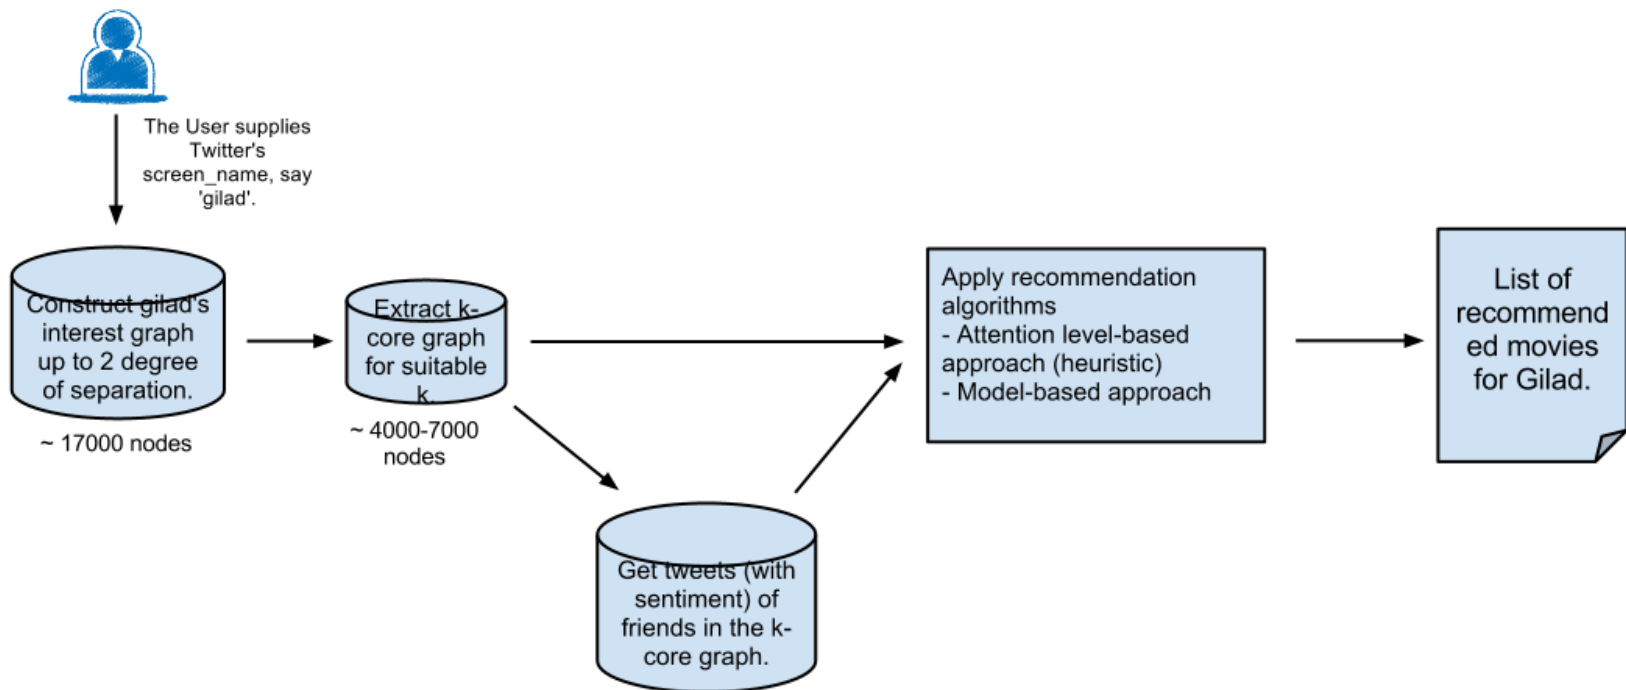 The User supplies
Twitter's
screen_name, say
'gilad'.
Construct gilad's
interest graph
up to 2 degree
of separation.
~ 17000 nodes
Extract k-
core graph
for suitable
k.
~ 4000-7000
nodes
Get tweets (with
sentiment) of
friends in the k-
core graph.
Apply recommendation
algorithms
- Attention level-based
approach (heuristic)
- Model-based approach
List of
recommend
ed movies
for Gilad.